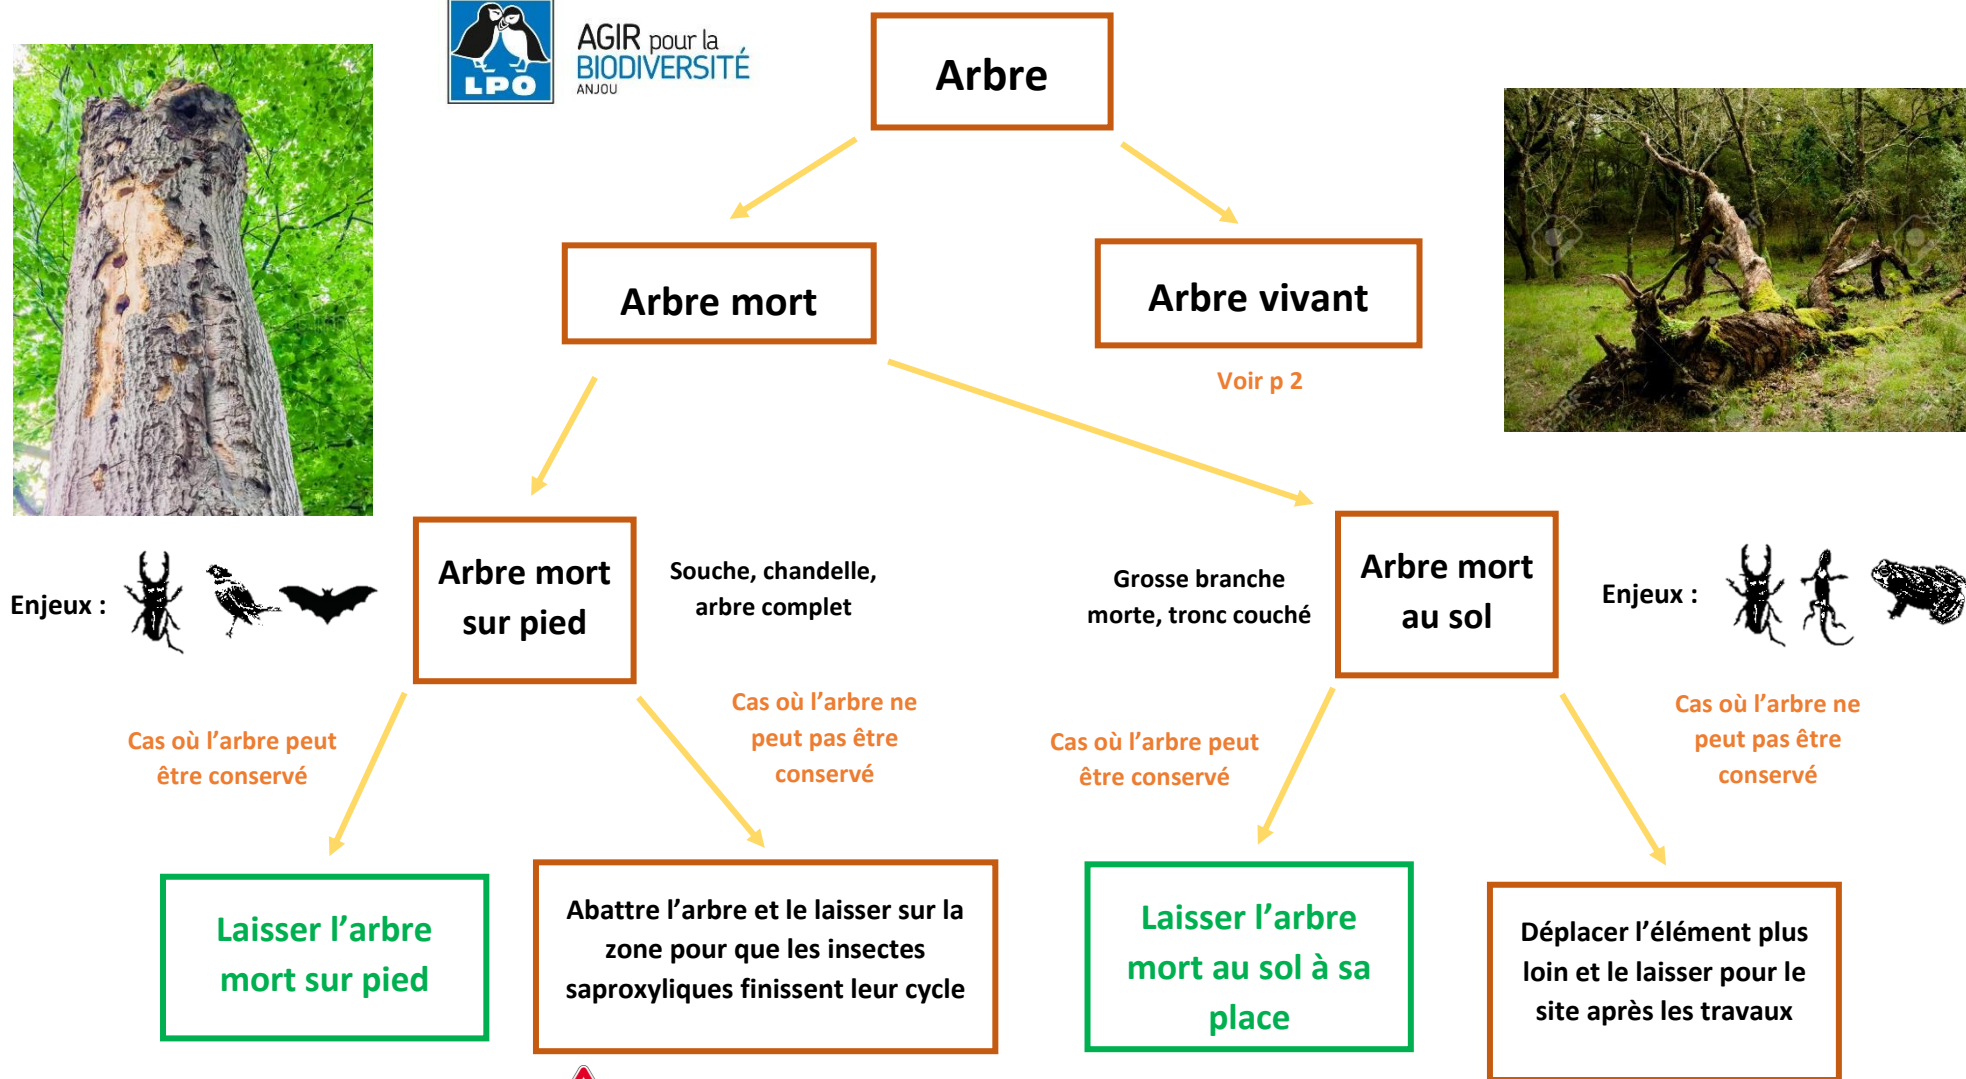 LPO
AGIR pour la
BIODIVERSITÉ
ANJOU
Arbre
Arbre mort
Arbre vivant
Voir p 2
Enjeux :
Arbre mort
sur pied
Souche, chandelle,
arbre complet
Grosse branche
morte, tronc couché
Arbre mort
au sol
Enjeux :
Cas où l’arbre peut
être conservé
Cas où l’arbre ne
peut pas être
conservé
Cas où l’arbre peut
être conservé
Cas où l’arbre ne
peut pas être
conservé
Laisser l’arbre
mort sur pied
Abattre l’arbre et le laisser sur la
zone pour que les insectes
saproxyliques finissent leur cycle
Laisser l’arbre
mort au sol à sa
place
Déplacer l’élément plus
loin et le laisser pour le
site après les travaux